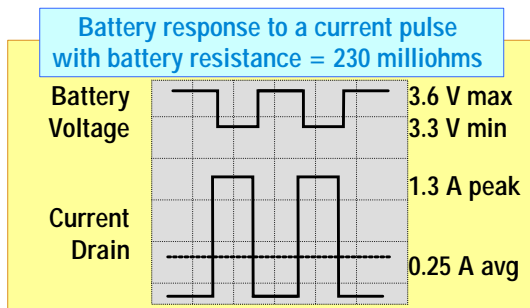 Battery response to a current pulse
with battery resistance = 230 milliohms
Battery
Voltage
3.6 V max
3.3 V min
1.3 A peak
Current
Drain
0.25 A avg